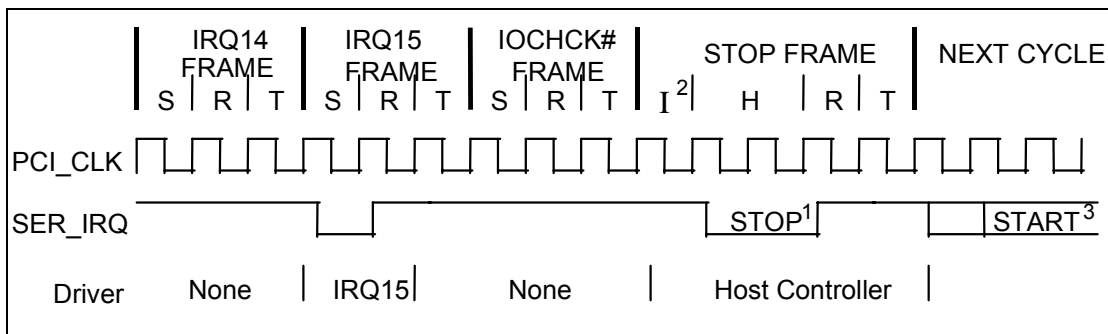 IRQ14 FRAME
IRQ15 FRAME
IOCHCK# FRAME
STOP FRAME
NEXT CYCLE
S R T S R T S R T I2 H R T
PCI_CLK
SER_IRQ STOP1 START3
Driver None IRQ15 None Host Controller